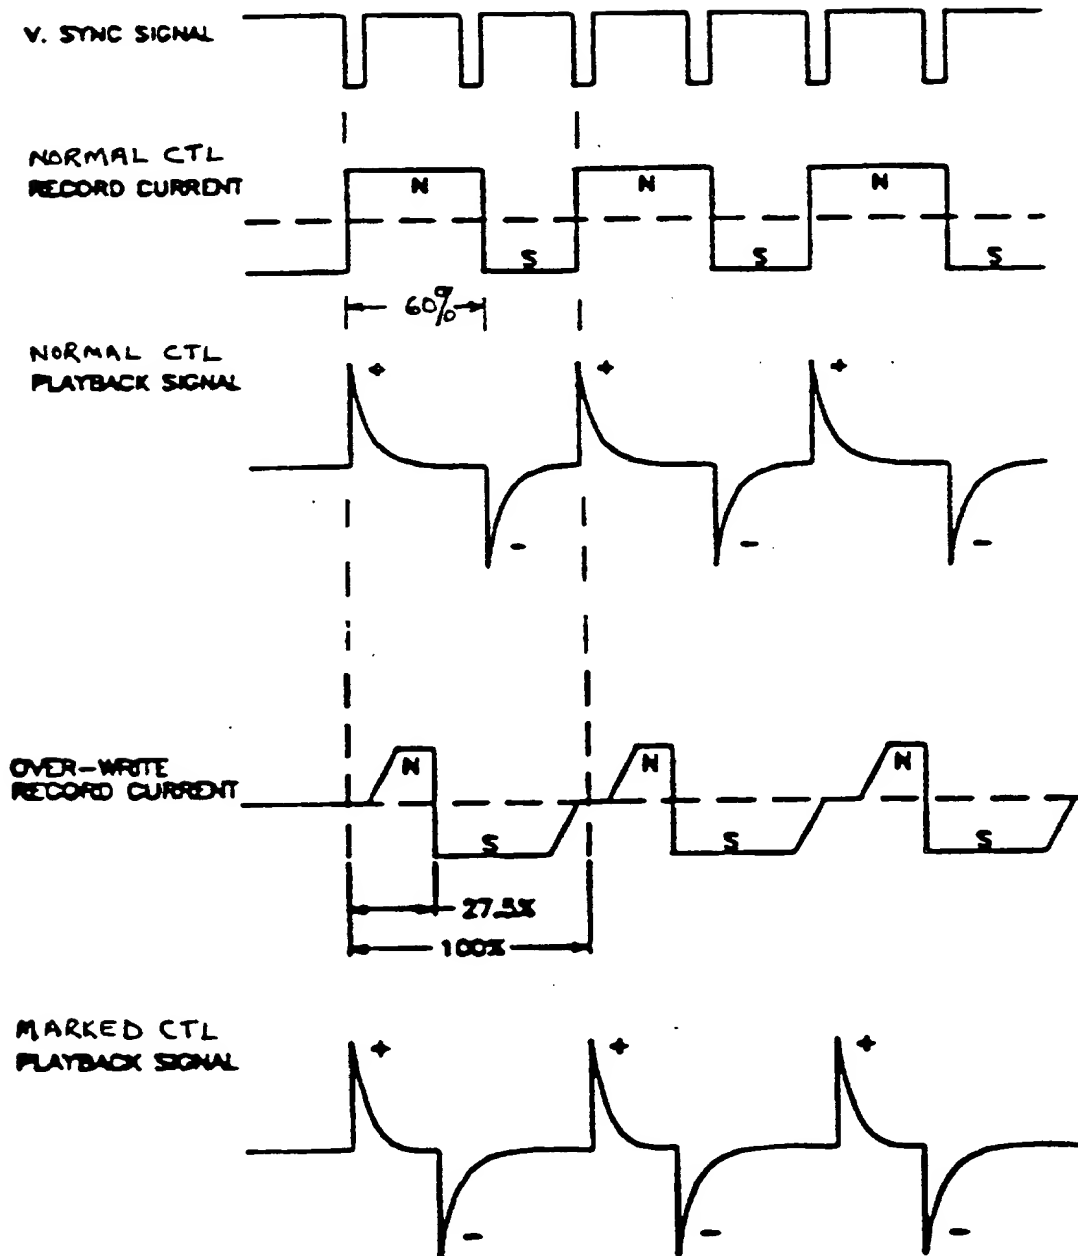 V. SYNC SIGNAL
NORMAL CTL
RECORD CURRENT
N N N
S S S
60%
NORMAL CTL
PLAYBACK SIGNAL
+ + +
- - -
OVER-WRITE
RECORD CURRENT
N N N
S S S
27.5%
100%
MARKED CTL
PLAYBACK SIGNAL
+ + +
- - -